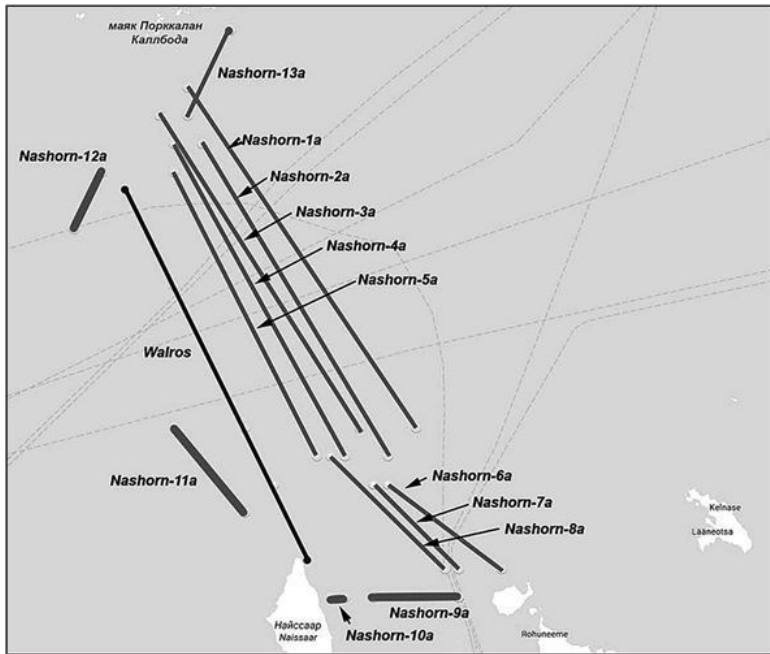 маяк Порккалан
Каллбода
Nashorn-13a
Nashorn-1a
Nashorn-12a
Nashorn-2a
Nashorn-3a
Nashorn-4a
Nashorn-5a
Walros
Nashorn-11a
Nashorn-6a
Nashorn-7a
Nashorn-8a
Kelnase
Lääneotsa
Nashorn-9a
Nashorn-10a
Найссаар
Naissaar
Rohuneeme